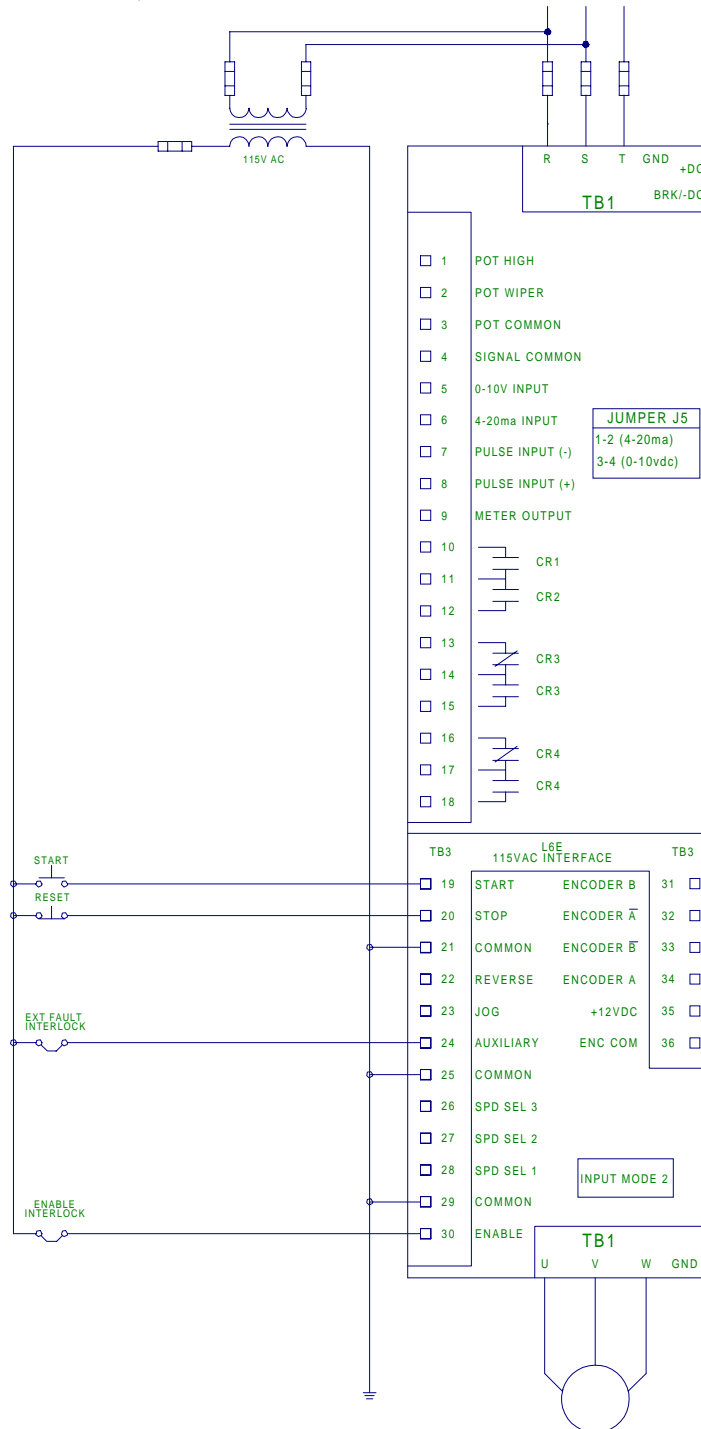 115V AC
R S T GND
+DC
TB1 BRK/-DC
1 POT HIGH
2 POT WIPER
3 POT COMMON
4 SIGNAL COMMON
5 0-10V INPUT
6 4-20ma INPUT
7 PULSE INPUT (-)
8 PULSE INPUT (+)
9 METER OUTPUT
JUMPER J5
1-2 (4-20ma)
3-4 (0-10vdc)
10
CR1
11
CR2
12
13
CR3
14
CR3
15
16
CR4
17
CR4
18
TB3 L6E TB3
115VAC INTERFACE
START
19 START ENCODER B 31
RESET
20 STOP ENCODER A̅ 32
21 COMMON ENCODER B̅ 33
22 REVERSE ENCODER A 34
23 JOG +12VDC 35
EXT FAULT
INTERLOCK
24 AUXILIARY ENC COM 36
25 COMMON
26 SPD SEL 3
27 SPD SEL 2
28 SPD SEL 1
INPUT MODE 2
29 COMMON
ENABLE
INTERLOCK
30 ENABLE
TB1
U V W GND